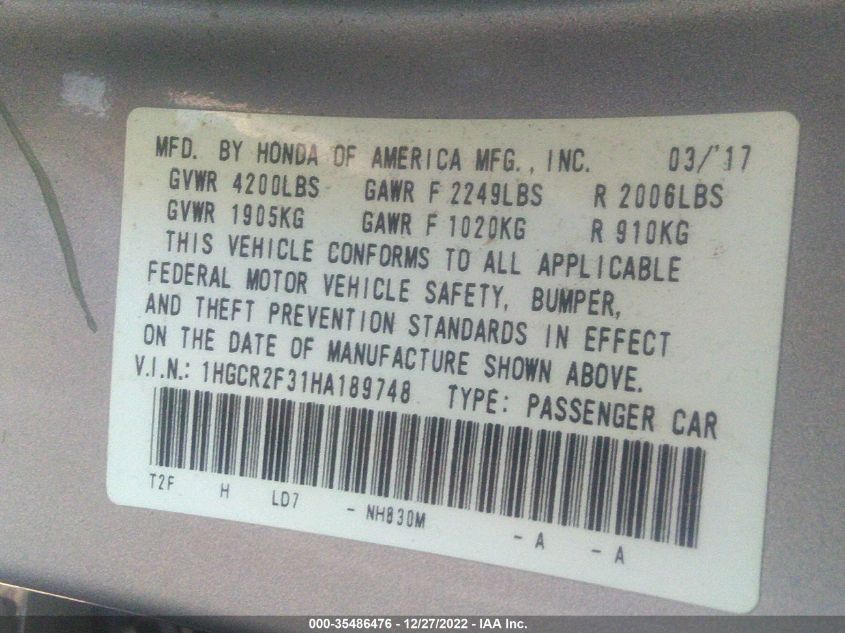 MFD. BY HONDA OF AMERICA MFG., INC. 03/'17
GVWR 4200LBS GAWR F 2249LBS R 2006LBS
GVWR 1905KG GAWR F 1020KG R 910KG
THIS VEHICLE CONFORMS TO ALL APPLICABLE
FEDERAL MOTOR VEHICLE SAFETY, BUMPER,
AND THEFT PREVENTION STANDARDS IN EFFECT
ON THE DATE OF MANUFACTURE SHOWN ABOVE.
V.I.N.: 1HGCR2F31HA189748 TYPE: PASSENGER CAR
T2F H LD7 - NH830M - A - A
000-35486476 - 12/27/2022 - IAA Inc.